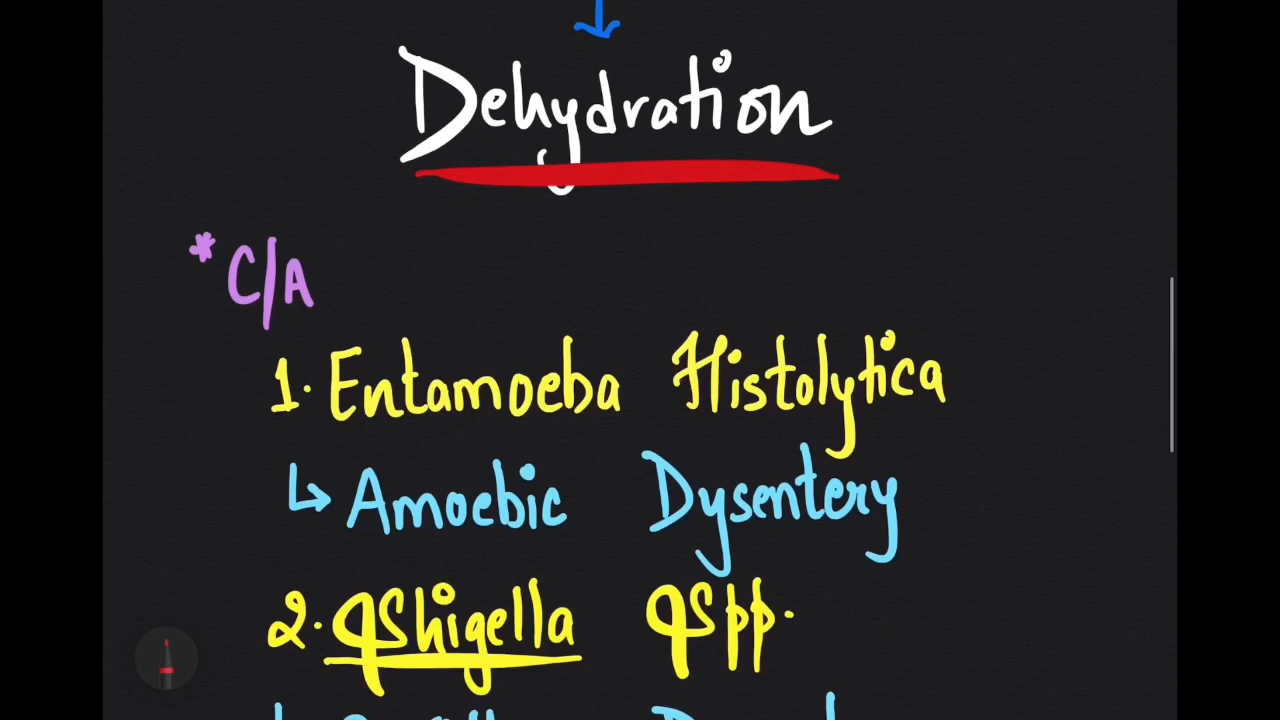 Dehydration
* C/A
1. Entamoeba Histolytica
↳ Amoebic Dysentery
2. Shigella Spp.